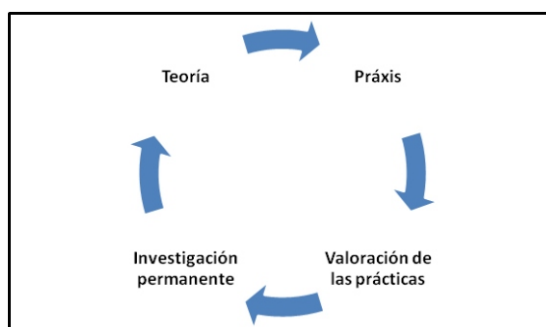 Teoría
Práxis
Investigación
permanente
Valoración de
las prácticas